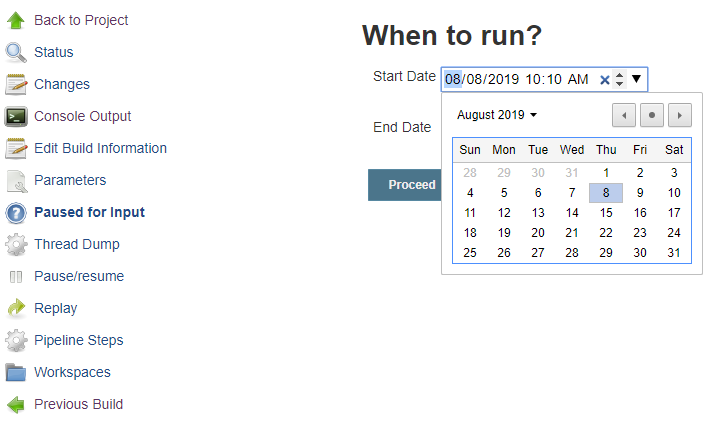 Back to Project
Status
Changes
Console Output
Edit Build Information
Parameters
Paused for Input
Thread Dump
Pause/resume
Replay
Pipeline Steps
Workspaces
Previous Build
When to run?
Start Date 08/08/2019 10:10 AM
August 2019
Sun Mon Tue Wed Thu Fri Sat
28 29 30 31 1 2 3
4 5 6 7 8 9 10
11 12 13 14 15 16 17
18 19 20 21 22 23 24
25 26 27 28 29 30 31
End Date
Proceed